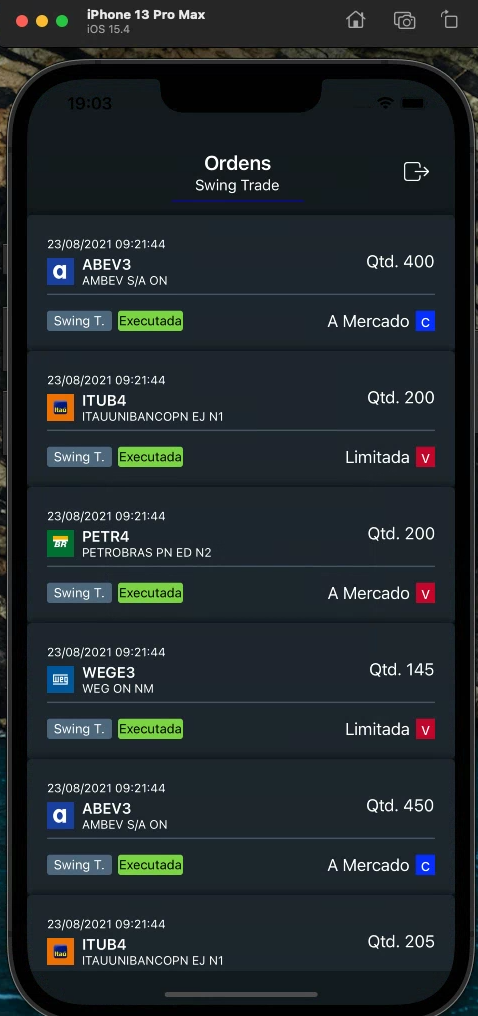 iPhone 13 Pro Max
iOS 15.4
19:03
Ordens
Swing Trade
23/08/2021 09:21:44
a ABEV3
AMBEV S/A ON
Qtd. 400
Swing T. Executada A Mercado c
23/08/2021 09:21:44
Itaú ITUB4
ITAUUNIBANCOPN EJ N1
Qtd. 200
Swing T. Executada Limitada v
23/08/2021 09:21:44
BR PETR4
PETROBRAS PN ED N2
Qtd. 200
Swing T. Executada A Mercado v
23/08/2021 09:21:44
weg WEGE3
WEG ON NM
Qtd. 145
Swing T. Executada Limitada v
23/08/2021 09:21:44
a ABEV3
AMBEV S/A ON
Qtd. 450
Swing T. Executada A Mercado c
23/08/2021 09:21:44
Itaú ITUB4
ITAUUNIBANCOPN EJ N1
Qtd. 205